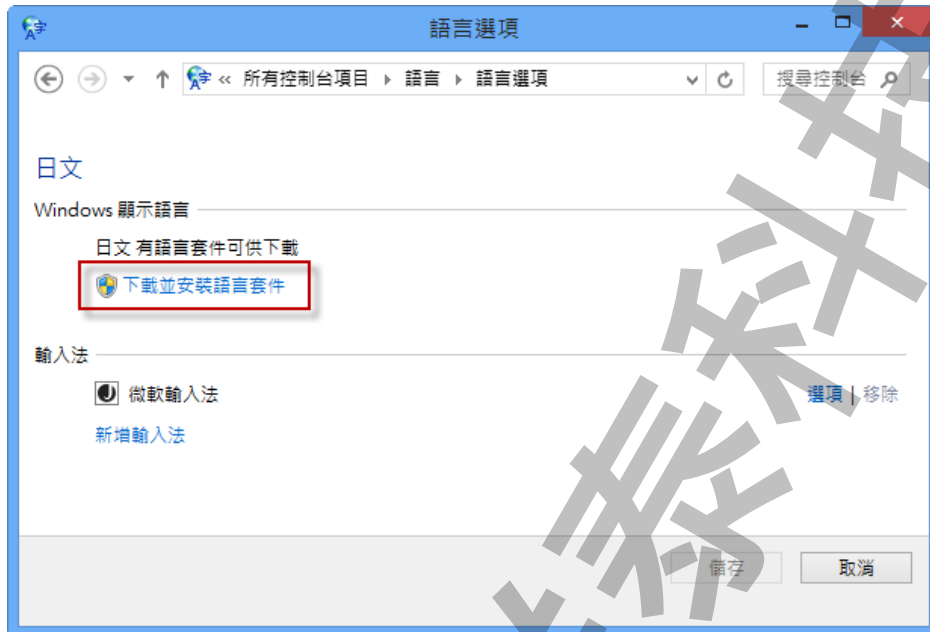 語言選項
« 所有控制台項目 ▸ 語言 ▸ 語言選項 搜尋控制台
日文
Windows 顯示語言
日文 有語言套件可供下載
下載並安裝語言套件
輸入法
微軟輸入法 選項 | 移除
新增輸入法
儲存 取消
泰科技